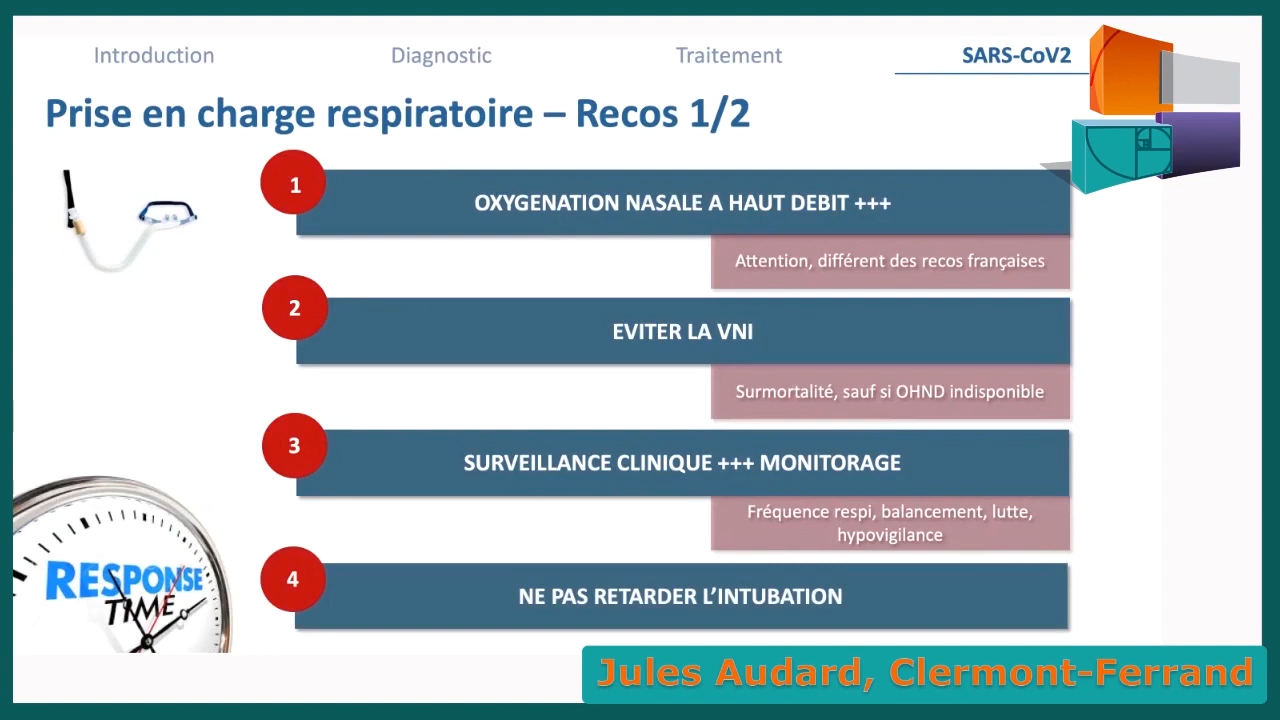 Introduction
Diagnostic
Traitement
SARS-CoV2
Prise en charge respiratoire – Recos 1/2
1
OXYGENATION NASALE A HAUT DEBIT +++
Attention, différent des recos françaises
2
EVITER LA VNI
Surmortalité, sauf si OHND indisponible
3
SURVEILLANCE CLINIQUE +++ MONITORAGE
Fréquence respi, balancement, lutte,
hypovigilance
4
NE PAS RETARDER L’INTUBATION
RESPONSE
TIME
Jules Audard, Clermont-Ferrand